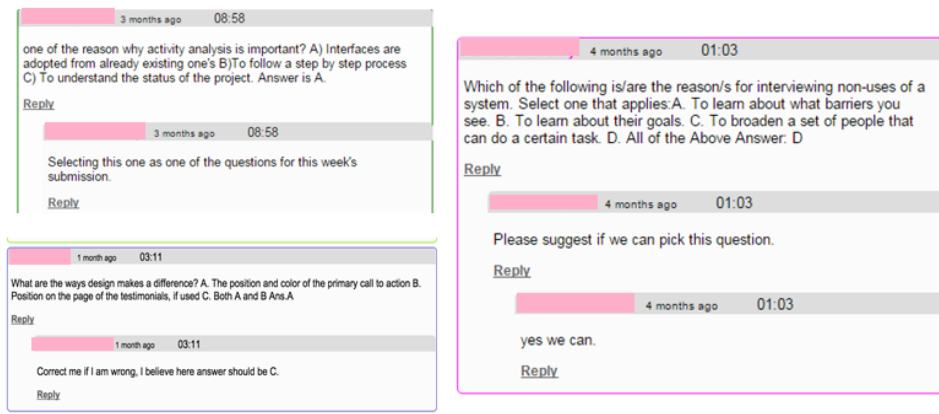 3 months ago 08:58
one of the reason why activity analysis is important? A) Interfaces are
adopted from already existing one's B)To follow a step by step process
C) To understand the status of the project. Answer is A.
Reply
3 months ago 08:58
Selecting this one as one of the questions for this week's
submission.
Reply
1 month ago 03:11
What are the ways design makes a difference? A. The position and color of the primary call to action B.
Position on the page of the testimonials, if used C. Both A and B Ans.A
Reply
1 month ago 03:11
Correct me if I am wrong, I believe here answer should be C.
Reply
4 months ago 01:03
Which of the following is/are the reason/s for interviewing non-uses of a
system. Select one that applies:A. To learn about what barriers you
see. B. To learn about their goals. C. To broaden a set of people that
can do a certain task. D. All of the Above Answer: D
Reply
4 months ago 01:03
Please suggest if we can pick this question.
Reply
4 months ago 01:03
yes we can.
Reply